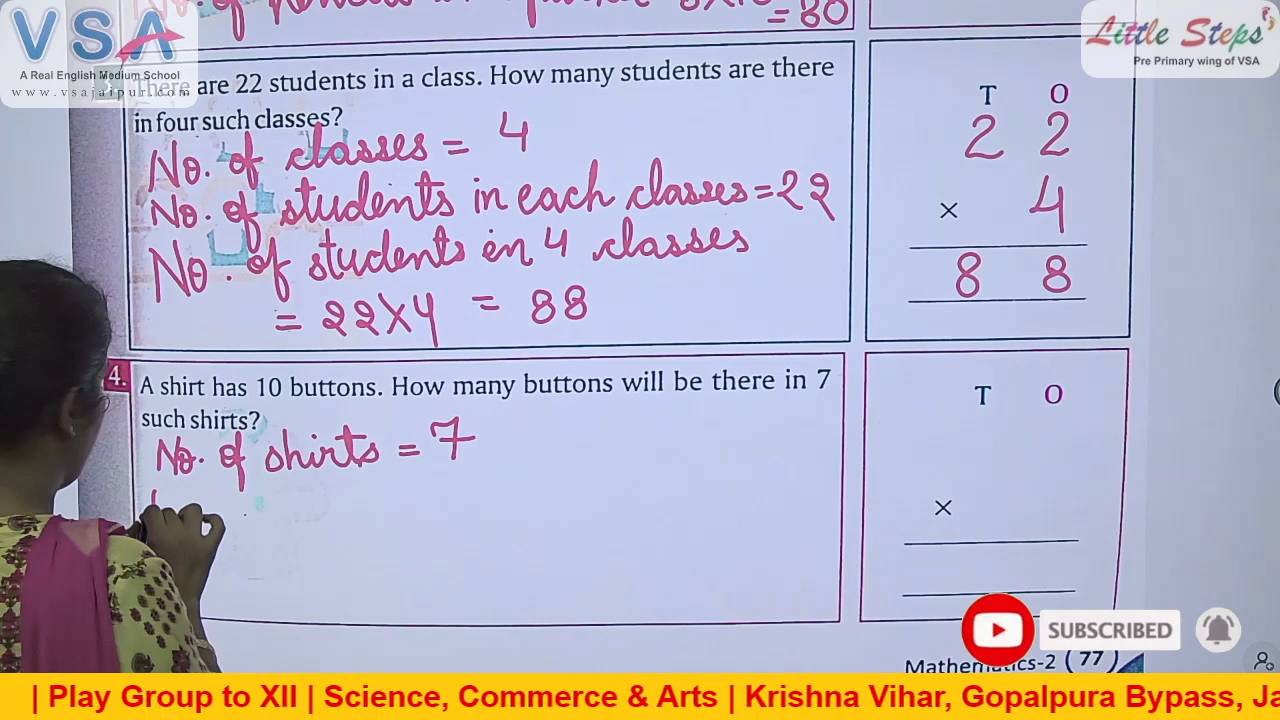 = 80
VSA
A Real English Medium School
www.vsajaipur.com
Little Steps
Pre Primary wing of VSA
3. There are 22 students in a class. How many students are there
in four such classes?
No. of classes = 4
No. of students in each classes = 22
No. of students in 4 classes
= 22 X 4 = 88
T O
2 2
× 4
8 8
4. A shirt has 10 buttons. How many buttons will be there in 7
such shirts?
No. of shirts = 7
T O
×
SUBSCRIBED
Mathematics-2 77
| Play Group to XII | Science, Commerce & Arts | Krishna Vihar, Gopalpura Bypass, Ja